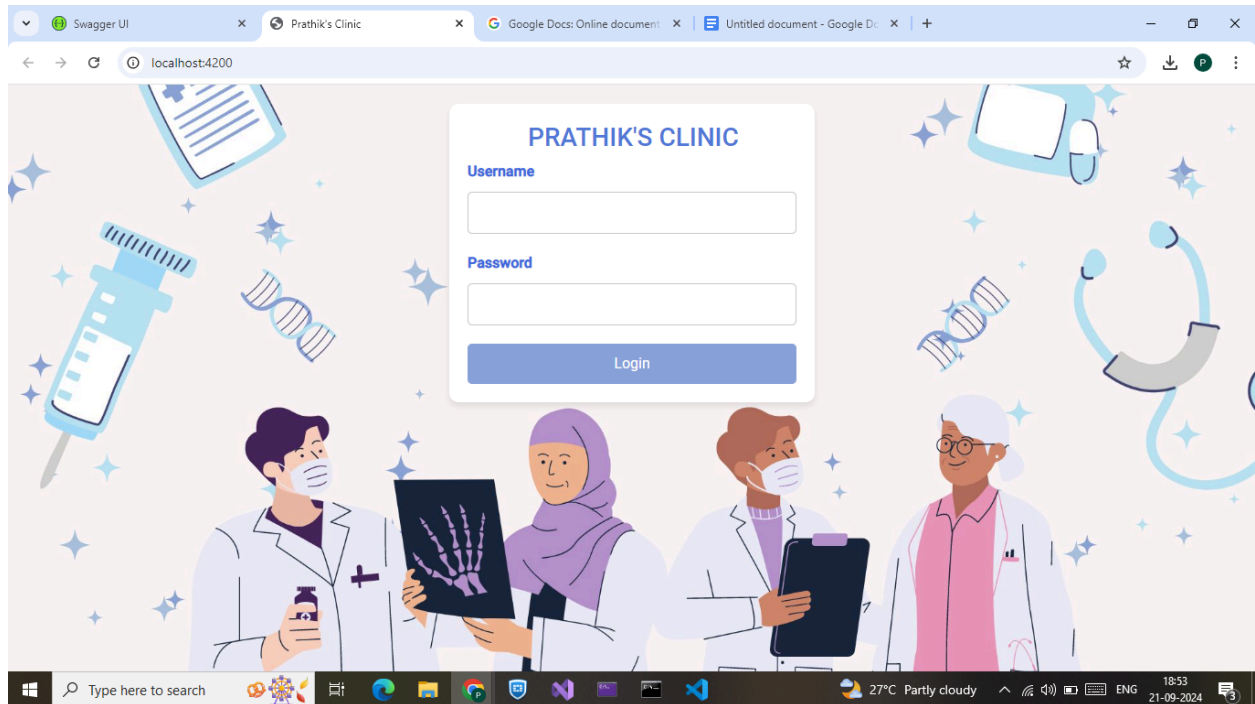 Swagger UI
Prathik's Clinic
Google Docs: Online document
Untitled document - Google Do
localhost:4200
P
PRATHIK'S CLINIC
Username
Password
Login
Type here to search
27°C Partly cloudy
ENG
18:53
21-09-2024
3